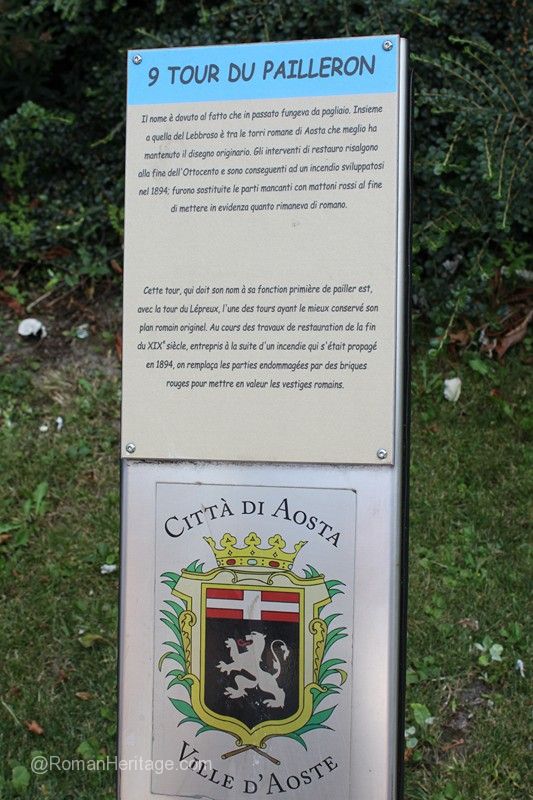 9 TOUR DU PAILLERON
Il nome è dovuto al fatto che in passato fungeva da pagliaio. Insieme
a quella del Lebbroso è tra le torri romane di Aosta che meglio ha
mantenuto il disegno originario. Gli interventi di restauro risalgono
alla fine dell'Ottocento e sono conseguenti ad un incendio sviluppatosi
nel 1894; furono sostituite le parti mancanti con mattoni rossi al fine
di mettere in evidenza quanto rimaneva di romano.
Cette tour, qui doit son nom à sa fonction première de pailler est,
avec la tour du Lépreux, l'une des tours ayant le mieux conservé son
plan romain originel. Au cours des travaux de restauration de la fin
du XIXe siècle, entrepris à la suite d'un incendie qui s'était propagé
en 1894, on remplaça les parties endommagées par des briques
rouges pour mettre en valeur les vestiges romains.
CITTÀ DI AOSTA
VILLE D'AOSTE
@RomanHeritage.com